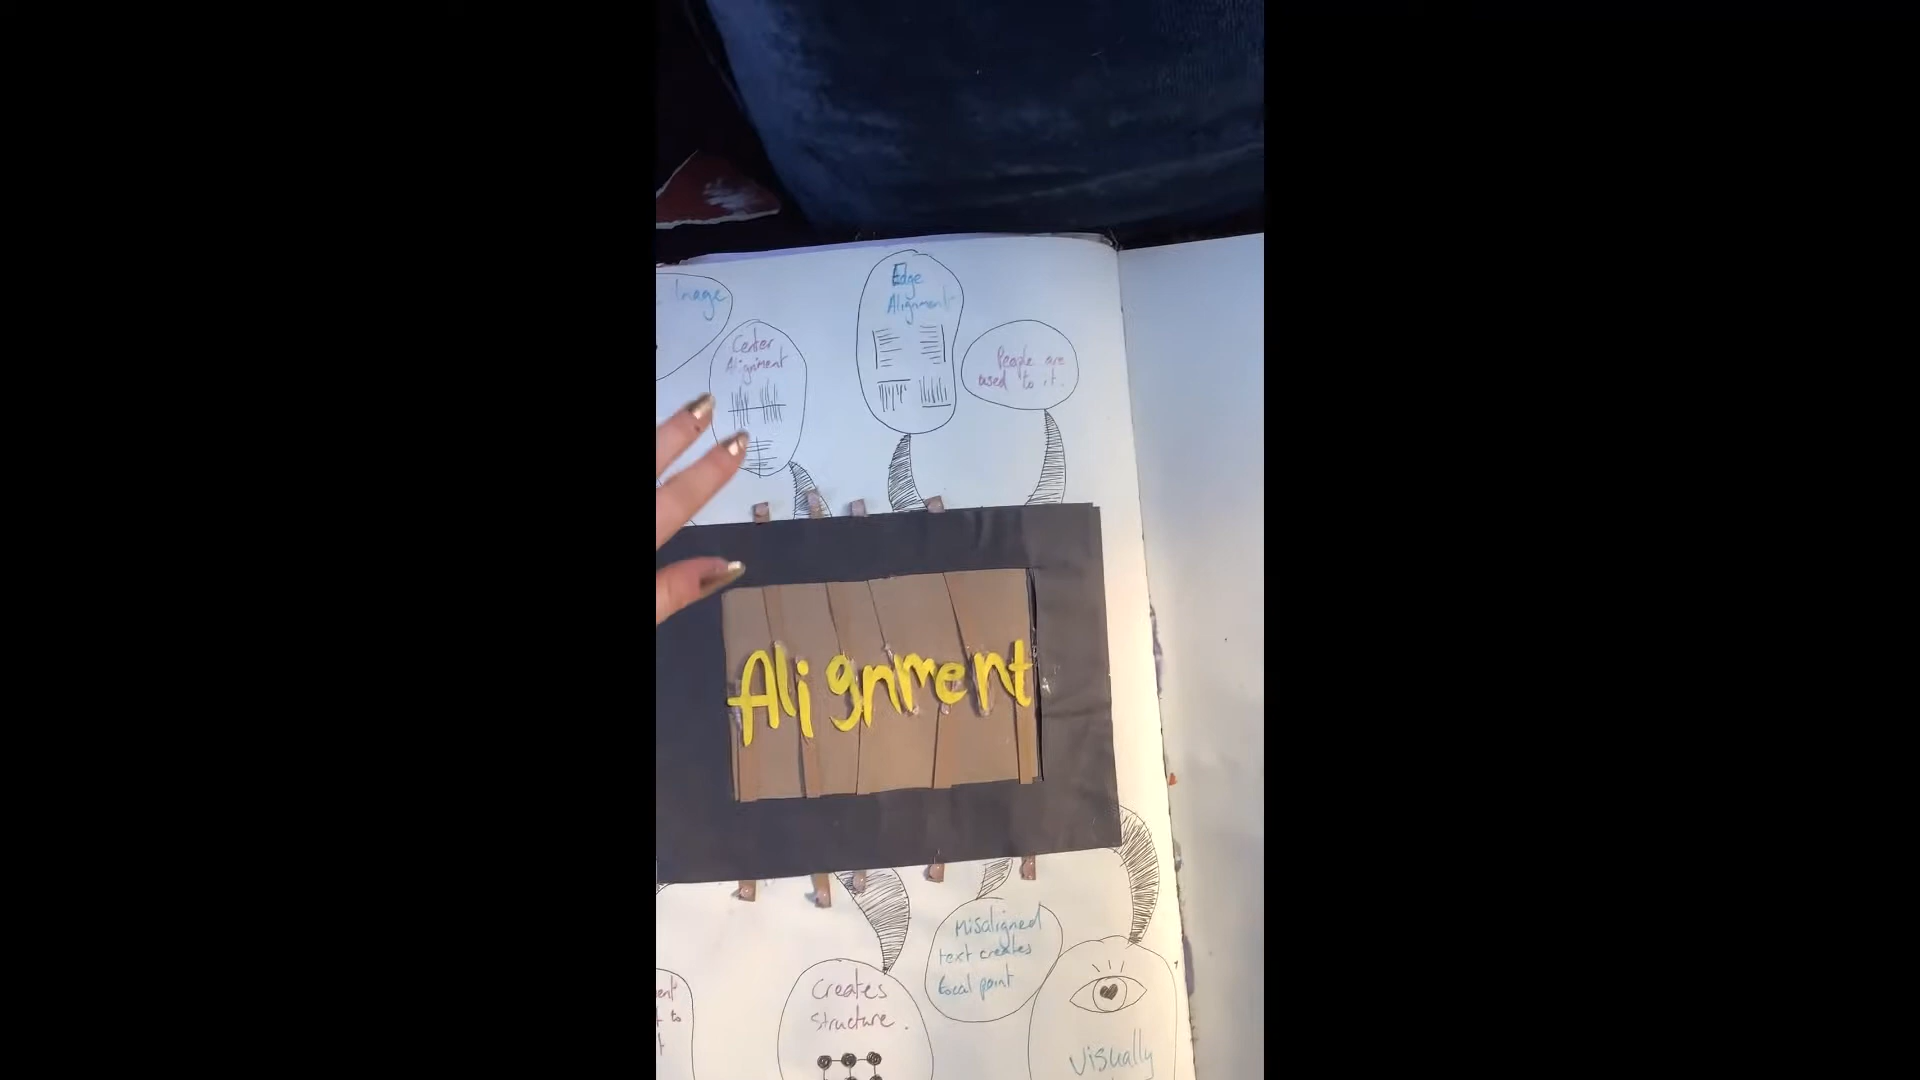 Image
Center
Alignment
Edge
Alignment
People are
used to it.
Alignment
Misaligned
text creates
focal point
Creates
structure.
Visually